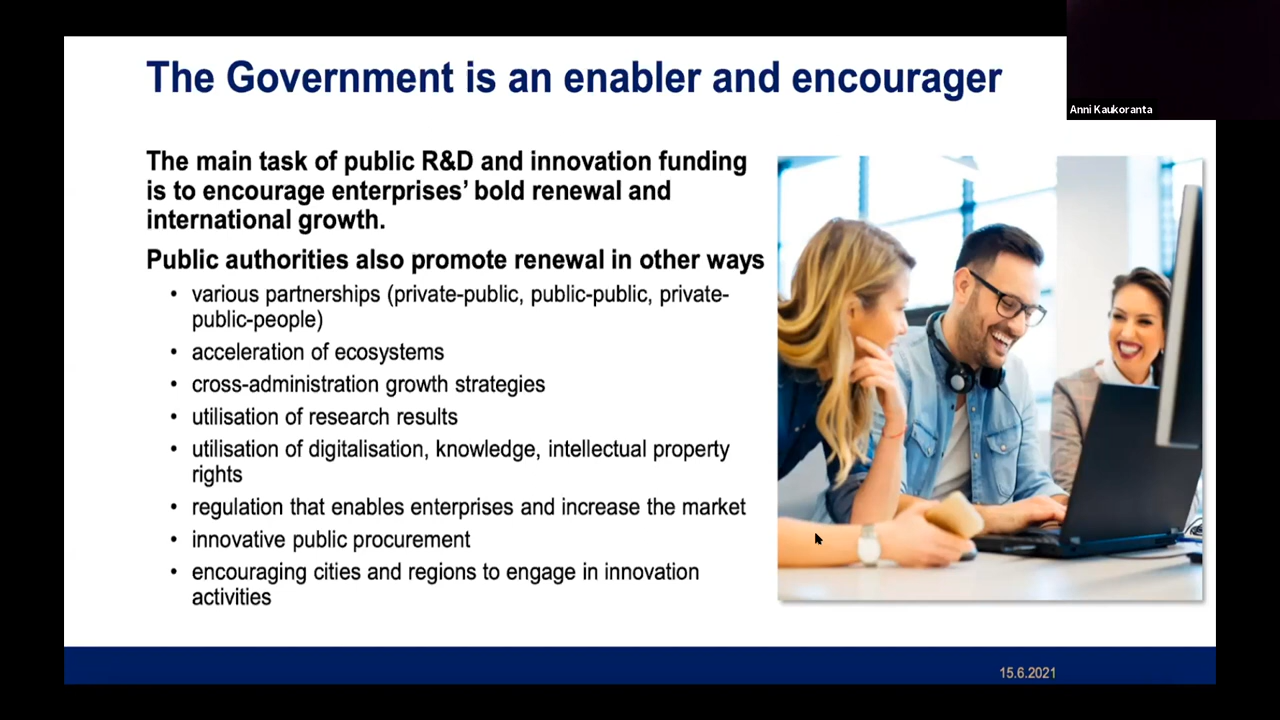 The Government is an enabler and encourager
Anni Kaukoranta
The main task of public R&D and innovation funding
is to encourage enterprises’ bold renewal and
international growth.
Public authorities also promote renewal in other ways
• various partnerships (private-public, public-public, private-
public-people)
• acceleration of ecosystems
• cross-administration growth strategies
• utilisation of research results
• utilisation of digitalisation, knowledge, intellectual property
rights
• regulation that enables enterprises and increase the market
• innovative public procurement
• encouraging cities and regions to engage in innovation
activities
15.6.2021